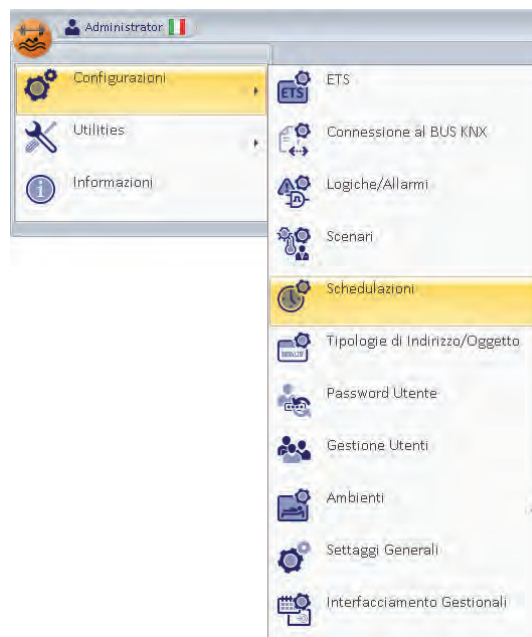 Administrator
Configurazioni
Utilities
Informazioni
ETS
ETS
Connessione al BUS KNX
Logiche/Allarmi
Scenari
Schedulazioni
Tipologie di Indirizzo/Oggetto
Password Utente
Gestione Utenti
Ambienti
Settaggi Generali
Interfacciamento Gestionali